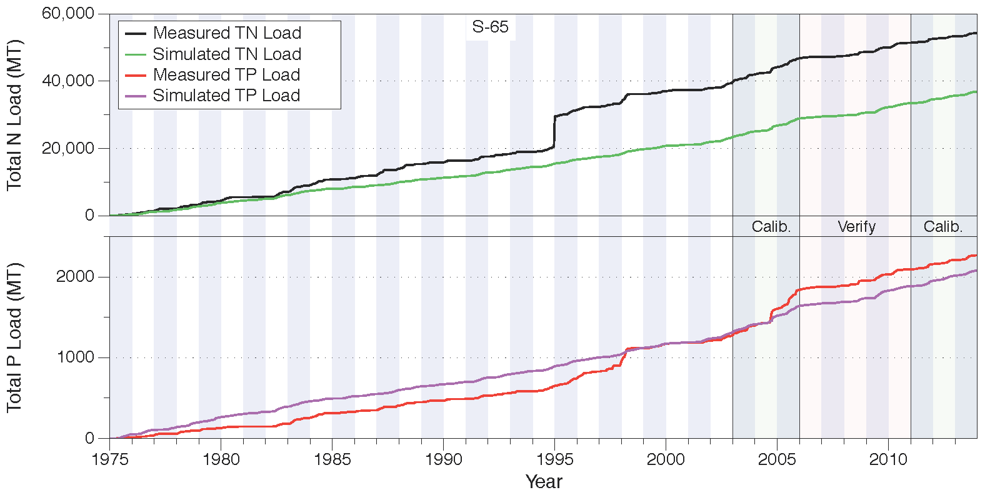 60,000
40,000
20,000
0
Total N Load (MT)
S-65
Measured TN Load
Simulated TN Load
Measured TP Load
Simulated TP Load
Calib.
Verify
Calib.
2000
1000
0
Total P Load (MT)
1975
1980
1985
1990
1995
2000
2005
2010
Year